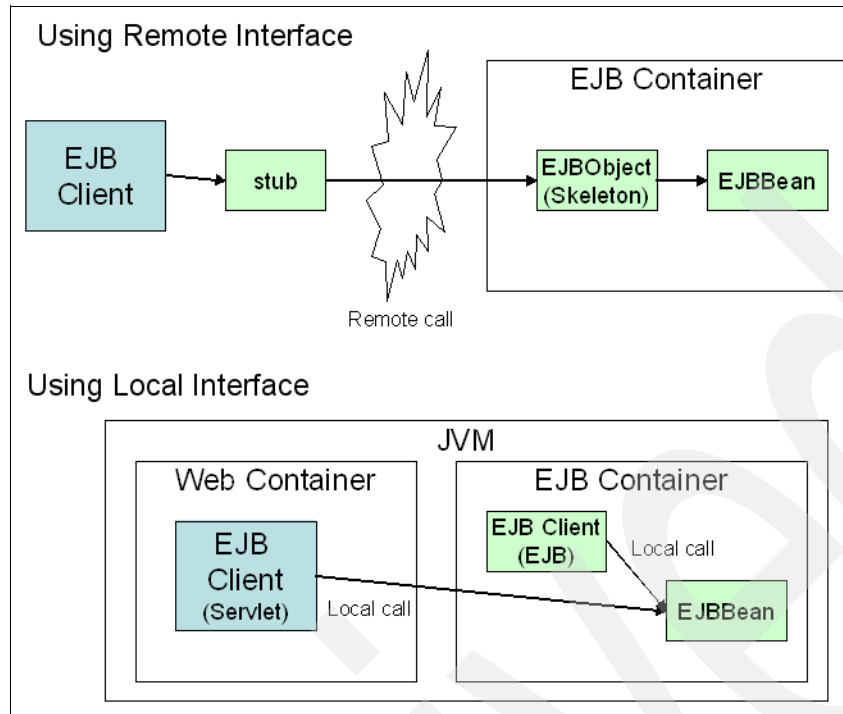 Using Remote Interface
EJB Container
EJB
Client
stub
EJBObject
(Skeleton)
EJBBean
Remote call
Using Local Interface
JVM
Web Container
EJB Container
EJB
Client
(Servlet)
Local call
EJB Client
(EJB)
Local call
EJBBean